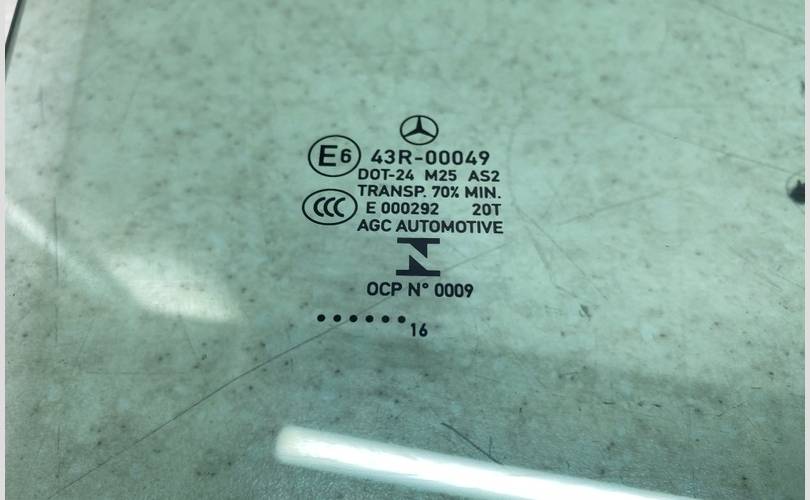 E6 43R-00049
DOT-24 M25 AS2
TRANSP. 70% MIN.
CCC E 000292 20T
AGC AUTOMOTIVE
N
OCP N° 0009
...... 16